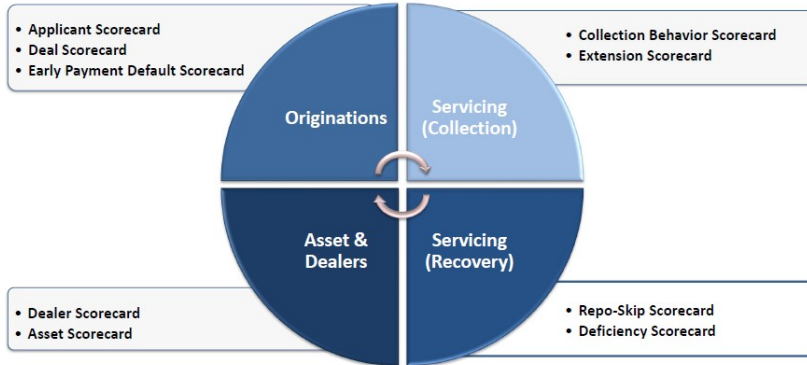 • Applicant Scorecard
• Deal Scorecard
• Early Payment Default Scorecard
• Collection Behavior Scorecard
• Extension Scorecard
Originations
Servicing
(Collection)
Asset &
Dealers
Servicing
(Recovery)
• Dealer Scorecard
• Asset Scorecard
• Repo-Skip Scorecard
• Deficiency Scorecard